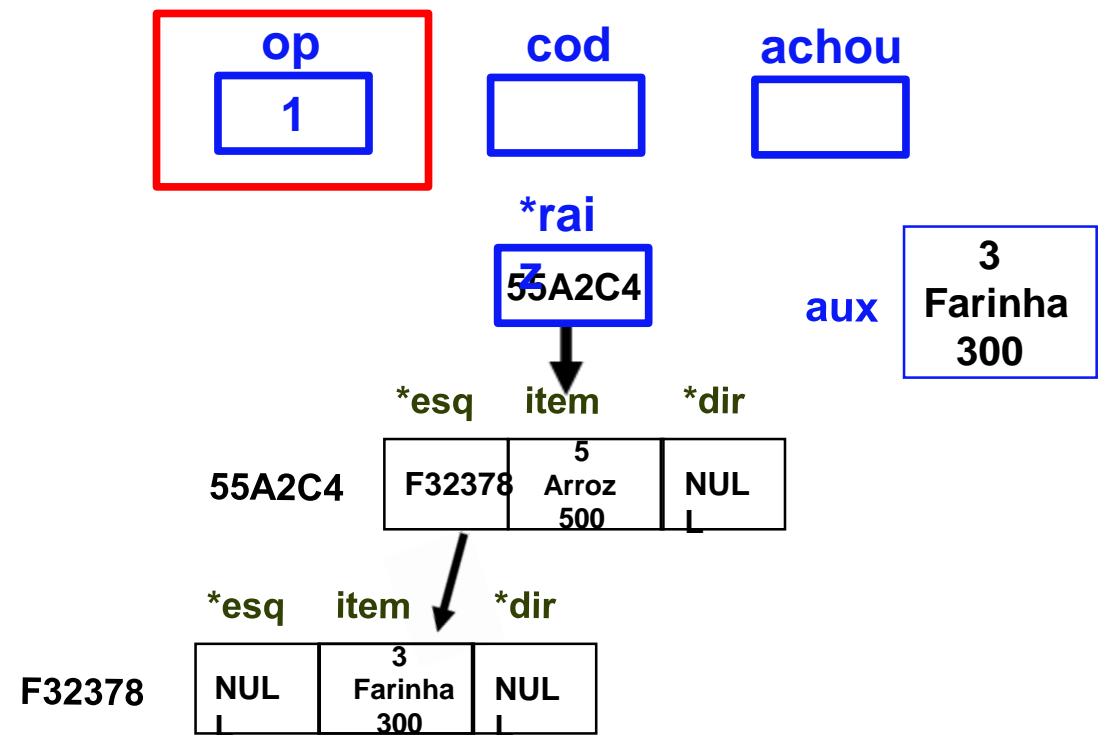 op
cod
achou
1
*rai
z
55A2C4
aux
3
Farinha
300
*esq
item
*dir
55A2C4
F32378
5
Arroz
500
NUL
L
*esq
item
*dir
F32378
NUL
L
3
Farinha
300
NUL
L